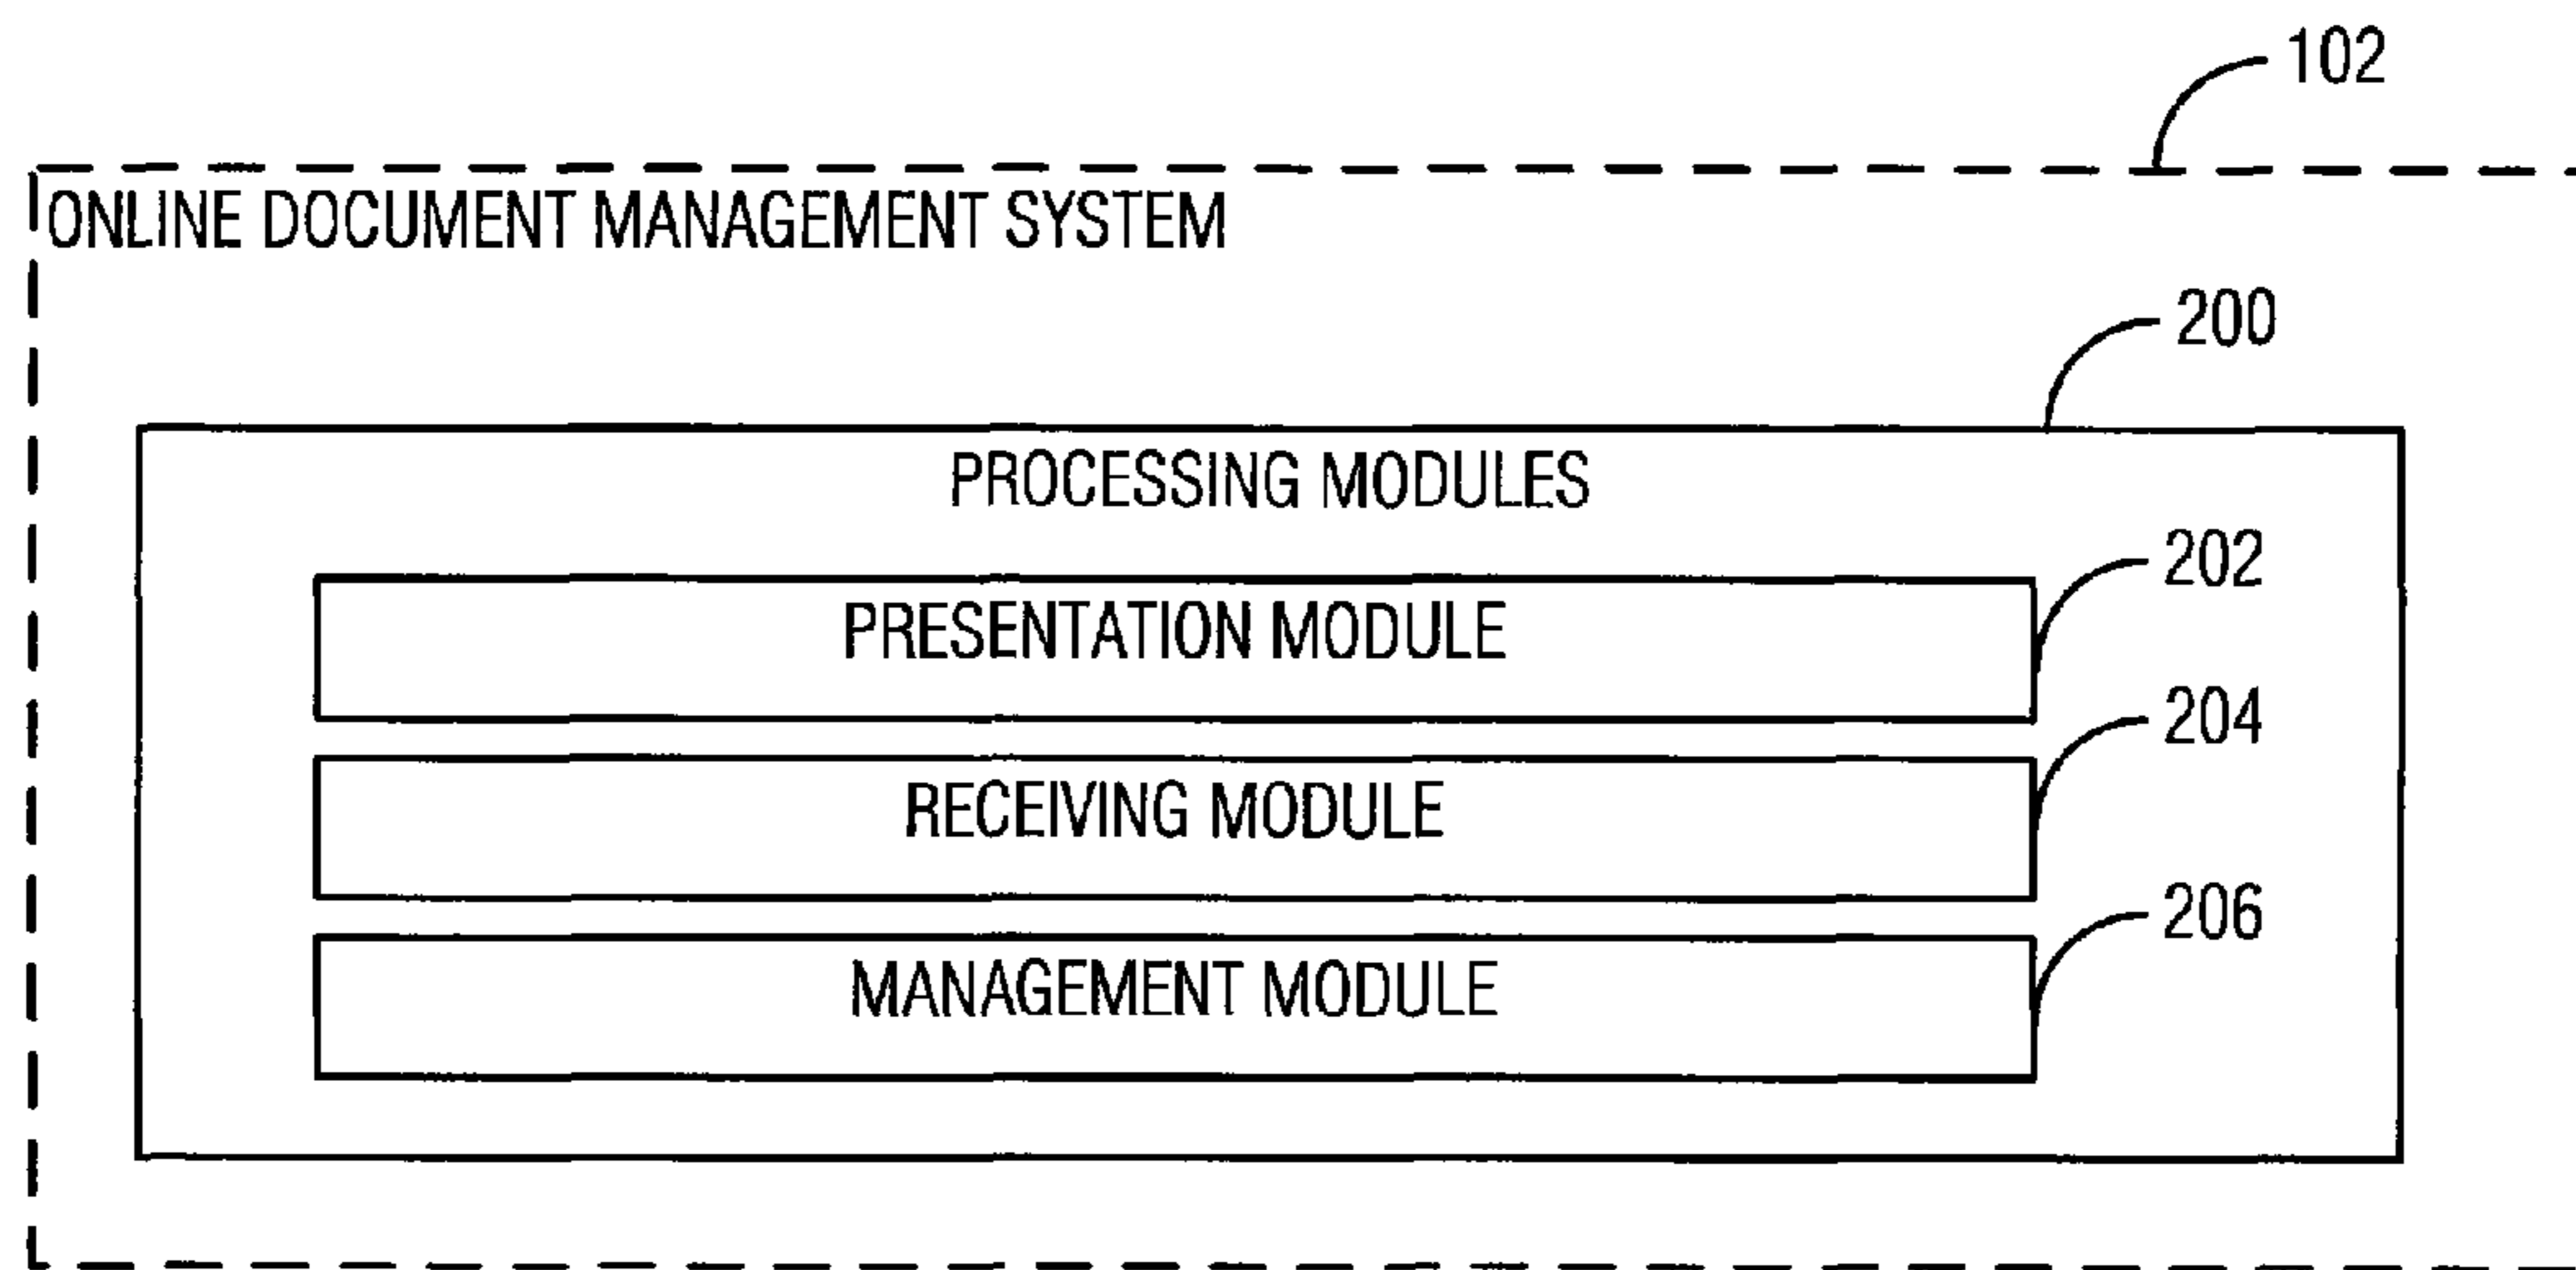 102
ONLINE DOCUMENT MANAGEMENT SYSTEM
200
PROCESSING MODULES
202
PRESENTATION MODULE
204
RECEIVING MODULE
206
MANAGEMENT MODULE